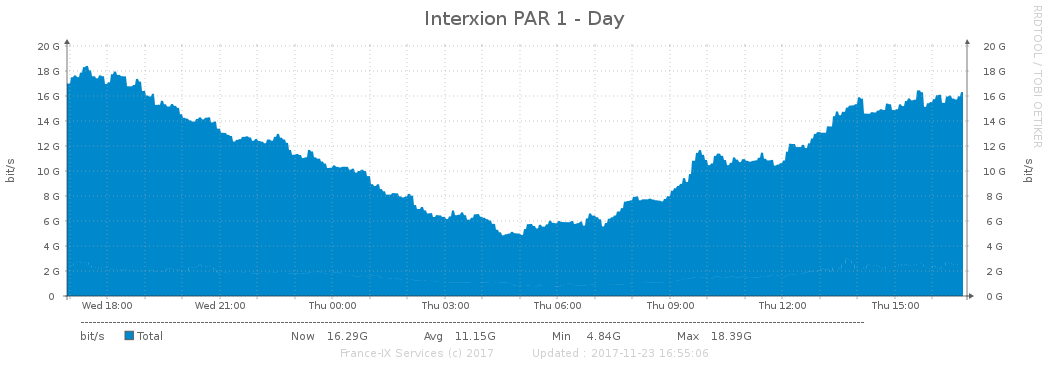 Interxion PAR 1 - Day
RRDTOOL / TOBI OETIKER
20 G 20 G
18 G 18 G
16 G 16 G
14 G 14 G
12 G 12 G
10 G 10 G
8 G 8 G
6 G 6 G
4 G 4 G
2 G 2 G
0 0 G
bit/s
bit/s
Wed 18:00 Wed 21:00 Thu 00:00 Thu 03:00 Thu 06:00 Thu 09:00 Thu 12:00 Thu 15:00
bit/s Total Now 16.29G Avg 11.15G Min 4.84G Max 18.39G
France-IX Services (c) 2017 Updated : 2017-11-23 16:55:06